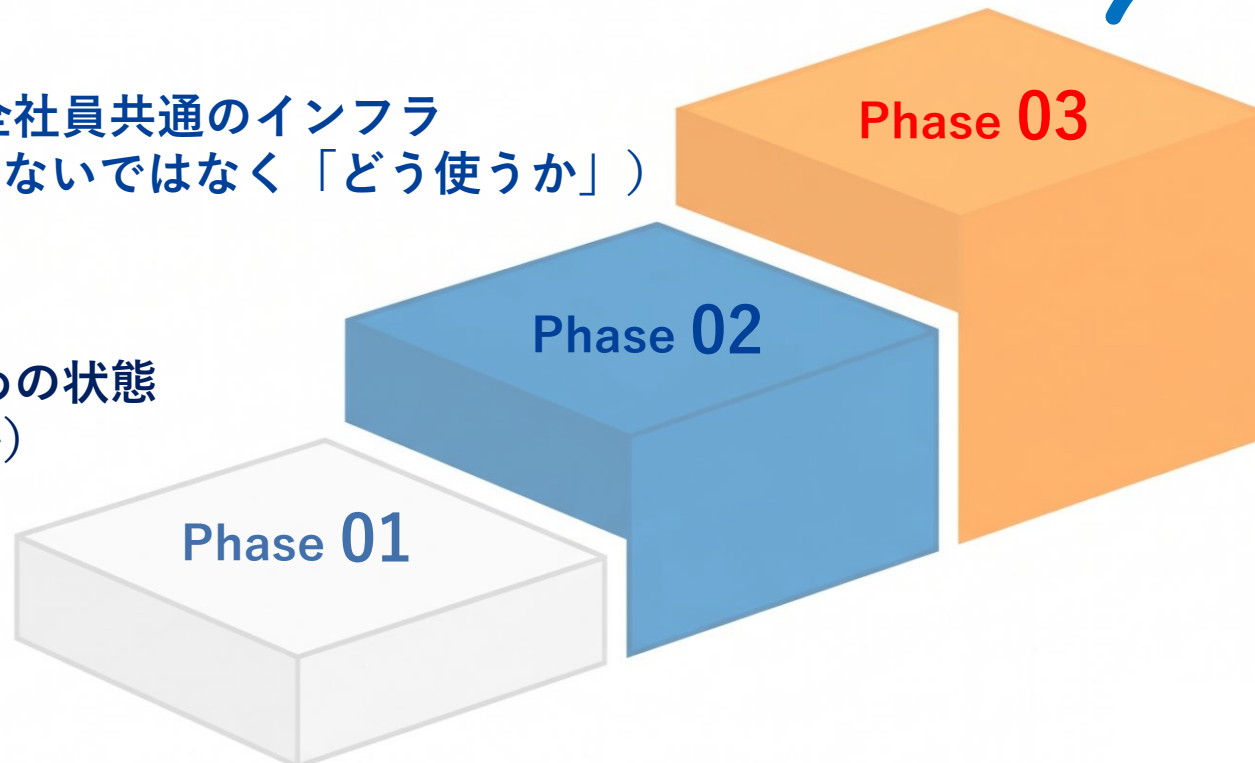 全社員共通のインフラ
ないではなく「どう使うか」）
Phase 03
Phase 02
の状態
）
Phase 01